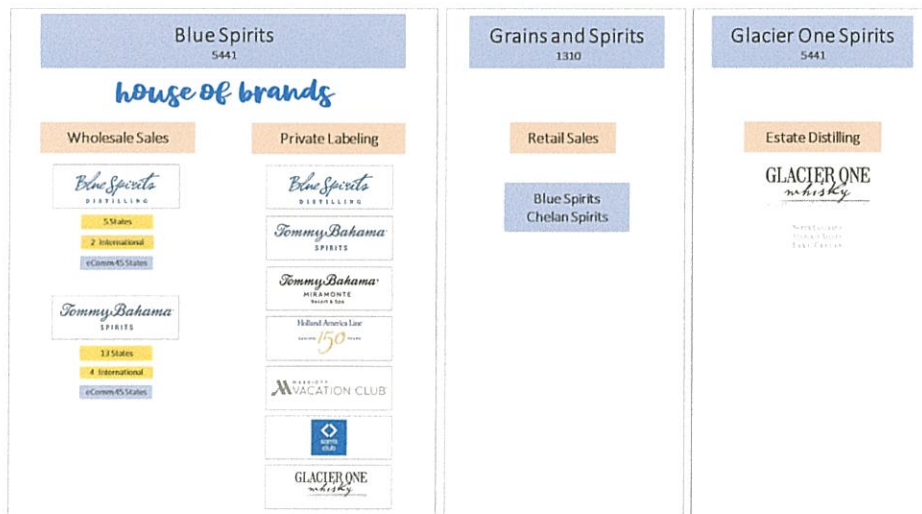 Blue Spirits
5441
house of brands
Wholesale Sales
Blue Spirits
DISTILLING
5 States
2 International
eComm 45 States
Tommy Bahama
SPIRITS
13 States
4 International
eComm 45 States
Private Labeling
Blue Spirits
DISTILLING
Tommy Bahama
SPIRITS
Tommy Bahama
MIRAMONTE
Resort & Spa
Holland America Line
150 YEARS
MARRIOTT
VACATION CLUB
sam's
club
GLACIER ONE
whisky
Grains and Spirits
1310
Retail Sales
Blue Spirits
Chelan Spirits
Glacier One Spirits
5441
Estate Distilling
GLACIER ONE
whisky